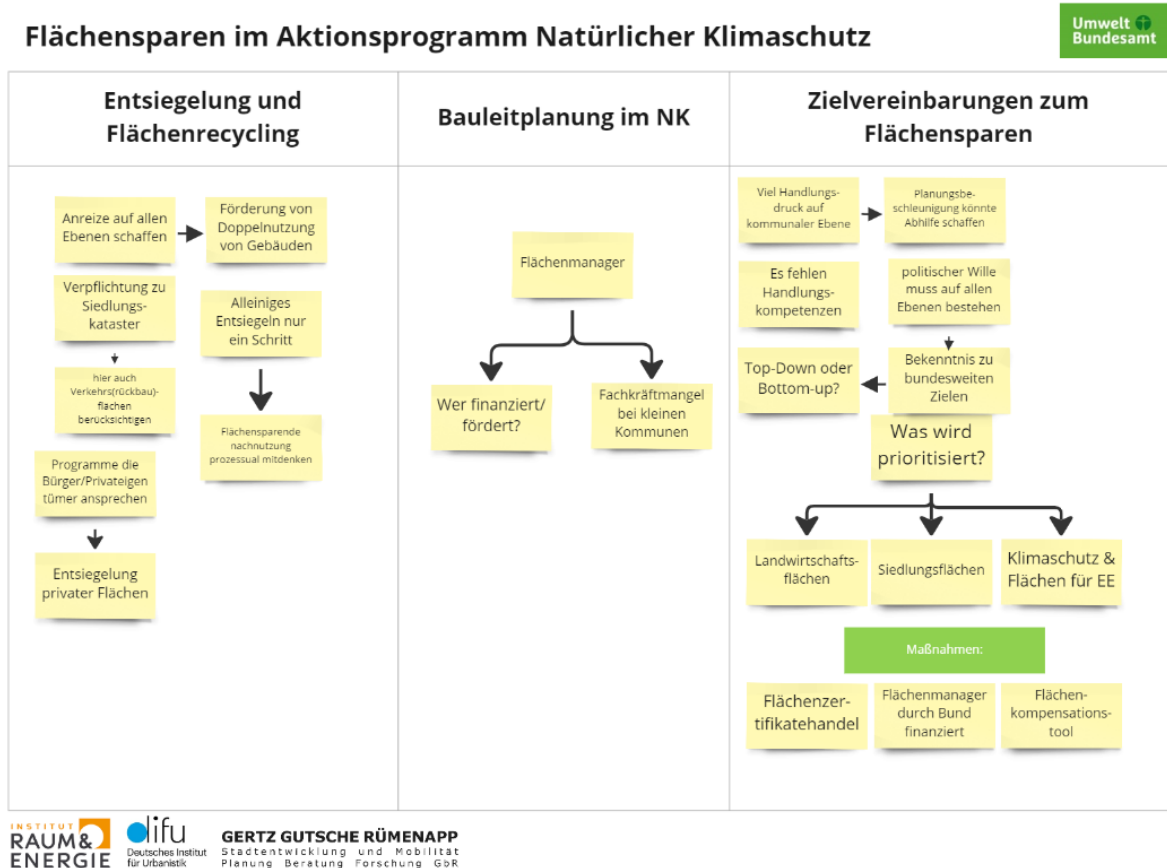 Flächensparen im Aktionsprogramm Natürlicher Klimaschutz
Umwelt
Bundesamt
Entsiegelung und
Flächenrecycling
Anreize auf allen
Ebenen schaffen
Förderung von
Doppelnutzung
von Gebäuden
Verpflichtung zu
Siedlungs-
kataster
Alleiniges
Entsiegeln nur
ein Schritt
hier auch
Verkehrs(rückbau)-
flächen
berücksichtigen
Flächensparende
nachnutzung
prozessual mitdenken
Programme die
Bürger/Privateigen
tümer ansprechen
Entsiegelung
privater Flächen
Bauleitplanung im NK
Flächenmanager
Wer finanziert/
fördert?
Fachkräftmangel
bei kleinen
Kommunen
Zielvereinbarungen zum
Flächensparen
Viel Handlungs-
druck auf
kommunaler Ebene
Planungsbe-
schleunigung könnte
Abhilfe schaffen
Es fehlen
Handlungs-
kompetenzen
politischer Wille
muss auf allen
Ebenen bestehen
Top-Down oder
Bottom-up?
Bekenntnis zu
bundesweiten
Zielen
Was wird
prioritisiert?
Landwirtschafts-
flächen
Siedlungsflächen
Klimaschutz &
Flächen für EE
Maßnahmen:
Flächenzer-
tifikatehandel
Flächenmanager
durch Bund
finanziert
Flächen-
kompensations-
tool
INSTITUT
RAUM&
ENERGIE
difu
Deutsches Institut
für Urbanistik
GERTZ GUTSCHE RÜMENAPP
Stadtentwicklung und Mobilität
Planung Beratung Forschung GbR